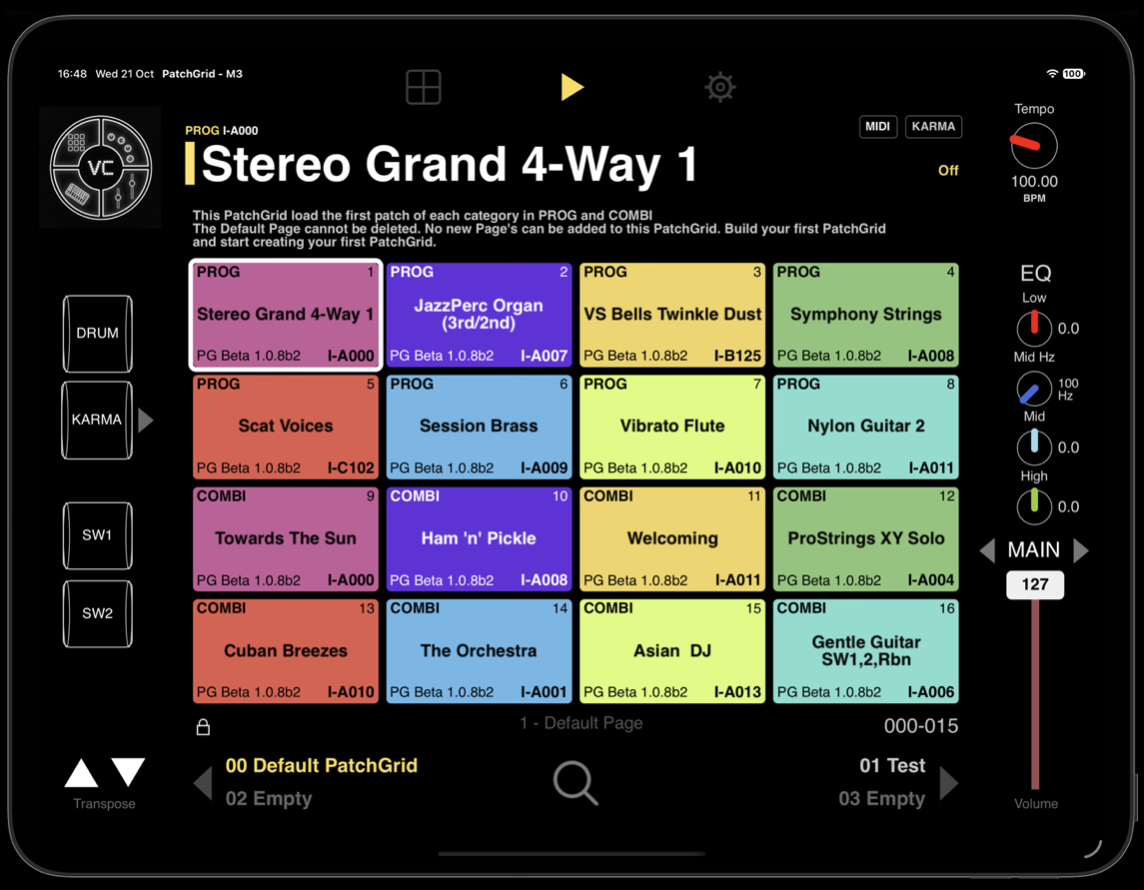 16:48 Wed 21 Oct PatchGrid - M3
100
VC
PROG I-A000
MIDI KARMA
Stereo Grand 4-Way 1
Off
This PatchGrid load the first patch of each category in PROG and COMBI
The Default Page cannot be deleted. No new Page's can be added to this PatchGrid. Build your first PatchGrid
and start creating your first PatchGrid.
Tempo
100.00
BPM
DRUM
KARMA
SW1
SW2
PROG 1
Stereo Grand 4-Way 1
PG Beta 1.0.8b2 I-A000
PROG 2
JazzPerc Organ
(3rd/2nd)
PG Beta 1.0.8b2 I-A007
PROG 3
VS Bells Twinkle Dust
PG Beta 1.0.8b2 I-B125
PROG 4
Symphony Strings
PG Beta 1.0.8b2 I-A008
PROG 5
Scat Voices
PG Beta 1.0.8b2 I-C102
PROG 6
Session Brass
PG Beta 1.0.8b2 I-A009
PROG 7
Vibrato Flute
PG Beta 1.0.8b2 I-A010
PROG 8
Nylon Guitar 2
PG Beta 1.0.8b2 I-A011
COMBI 9
Towards The Sun
PG Beta 1.0.8b2 I-A000
COMBI 10
Ham 'n' Pickle
PG Beta 1.0.8b2 I-A008
COMBI 11
Welcoming
PG Beta 1.0.8b2 I-A011
COMBI 12
ProStrings XY Solo
PG Beta 1.0.8b2 I-A004
COMBI 13
Cuban Breezes
PG Beta 1.0.8b2 I-A010
COMBI 14
The Orchestra
PG Beta 1.0.8b2 I-A001
COMBI 15
Asian  DJ
PG Beta 1.0.8b2 I-A013
COMBI 16
Gentle Guitar
SW1,2,Rbn
PG Beta 1.0.8b2 I-A006
EQ
Low
0.0
Mid Hz
100
Hz
Mid
0.0
High
0.0
MAIN
127
Volume
1 - Default Page
000-015
Transpose
00 Default PatchGrid
02 Empty
01 Test
03 Empty